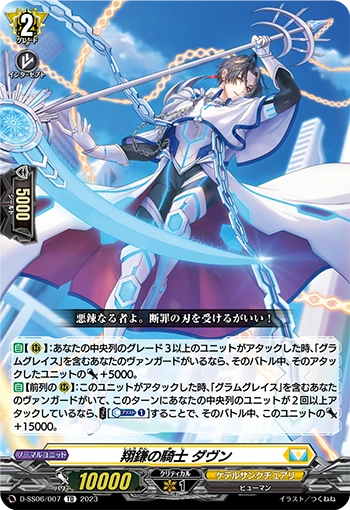 2
グレード
インターセプト
5000
シールド
悪辣なる者よ。断罪の刃を受けるがいい！
自【R】：あなたの中央列のグレード３以上のユニットがアタックした時、「グラ
ムグレイス」を含むあなたのヴァンガードがいるなら、そのバトル中、そのアタッ
クしたユニットの+5000。
自【前列のR】：このユニットがアタックした時、「グラムグレイス」を含むあなた
のヴァンガードがいて、このターンにあなたのユニットが２回以上アタッ
クしているなら、【ブラスト1】することで、そのバトル中、このユニットの
+15000。
ノーマルユニット
翔鎌の騎士 ダヴン
D-SS06/007 TD 2023
パワー 10000
クリティカル 1
ケテルサンクチュアリ
ヒューマン
イラスト/つくねね